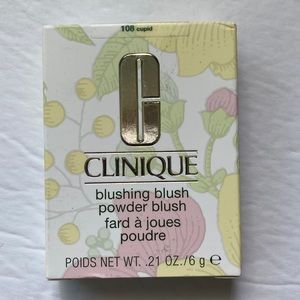 108 cupid
CLINIQUE
blushing blush
powder blush
fard à joues
poudre
POIDS NET WT. .21 OZ./6 g ℮